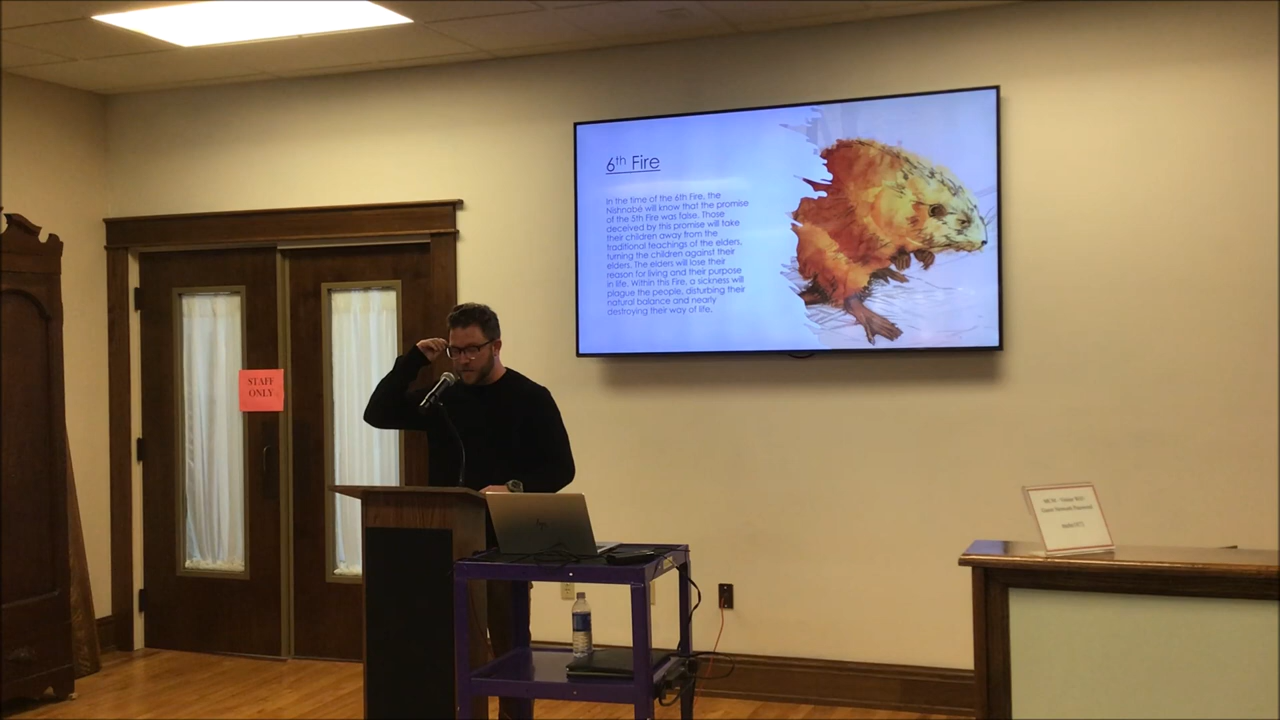 6th Fire
In the time of the 6th Fire, the
Nishnabé will know that the promise
of the 5th Fire was false. Those
deceived by this promise will take
their children away from the
traditional teachings of the elders,
turning the children against their
elders. The elders will lose their
reason for living and their purpose
in life. Within this Fire, a sickness will
plague the people, disturbing their
natural balance and nearly
destroying their way of life.
STAFF
ONLY
hp